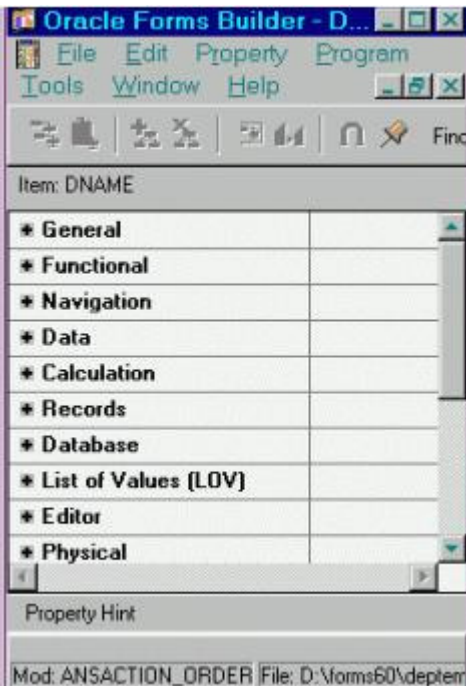 Oracle Forms Builder - D...
File Edit Property Program
Tools Window Help
Find
Item: DNAME
General
Functional
Navigation
Data
Calculation
Records
Database
List of Values (LOV)
Editor
Physical
Property Hint
Mod: ANSACTION_ORDER File: D:\forms60\deptem